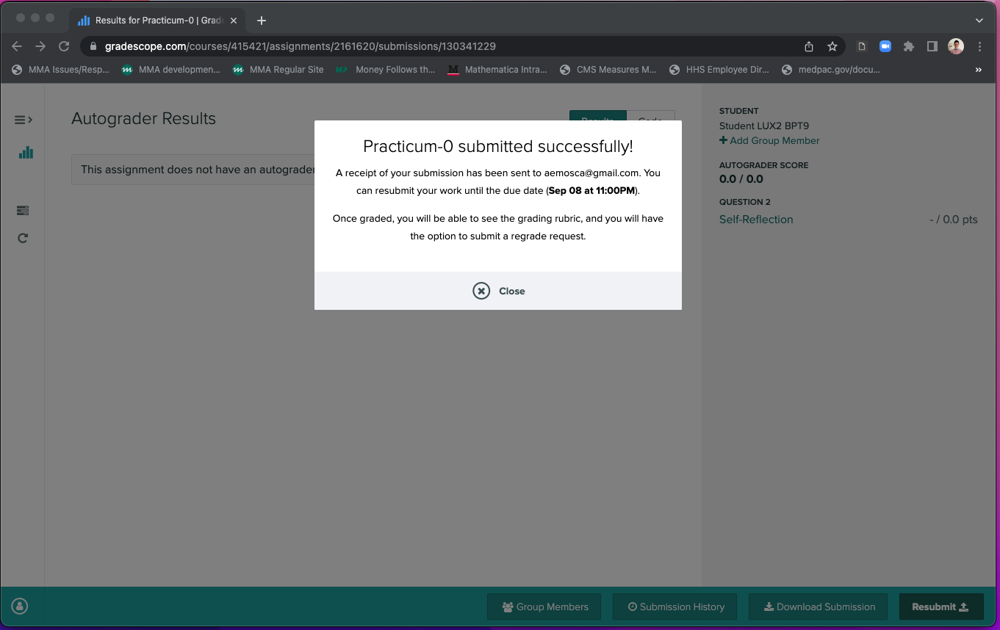 Results for Practicum-0 | Grade
gradescope.com/courses/415421/assignments/2161620/submissions/130341229
MMA Issues/Resp...
MMA developmen...
MMA Regular Site
MFP
Money Follows th...
M
Mathematica Intra...
CMS Measures M...
HHS Employee Dir...
medpac.gov/docu...
»
Autograder Results
Results
Code
This assignment does not have an autograder
Practicum-0 submitted successfully!
A receipt of your submission has been sent to aemosca@gmail.com. You
can resubmit your work until the due date (Sep 08 at 11:00PM).
Once graded, you will be able to see the grading rubric, and you will have
the option to submit a regrade request.
Close
STUDENT
Student LUX2 BPT9
+ Add Group Member
AUTOGRADER SCORE
0.0 / 0.0
QUESTION 2
Self-Reflection
- / 0.0 pts
Group Members
Submission History
Download Submission
Resubmit